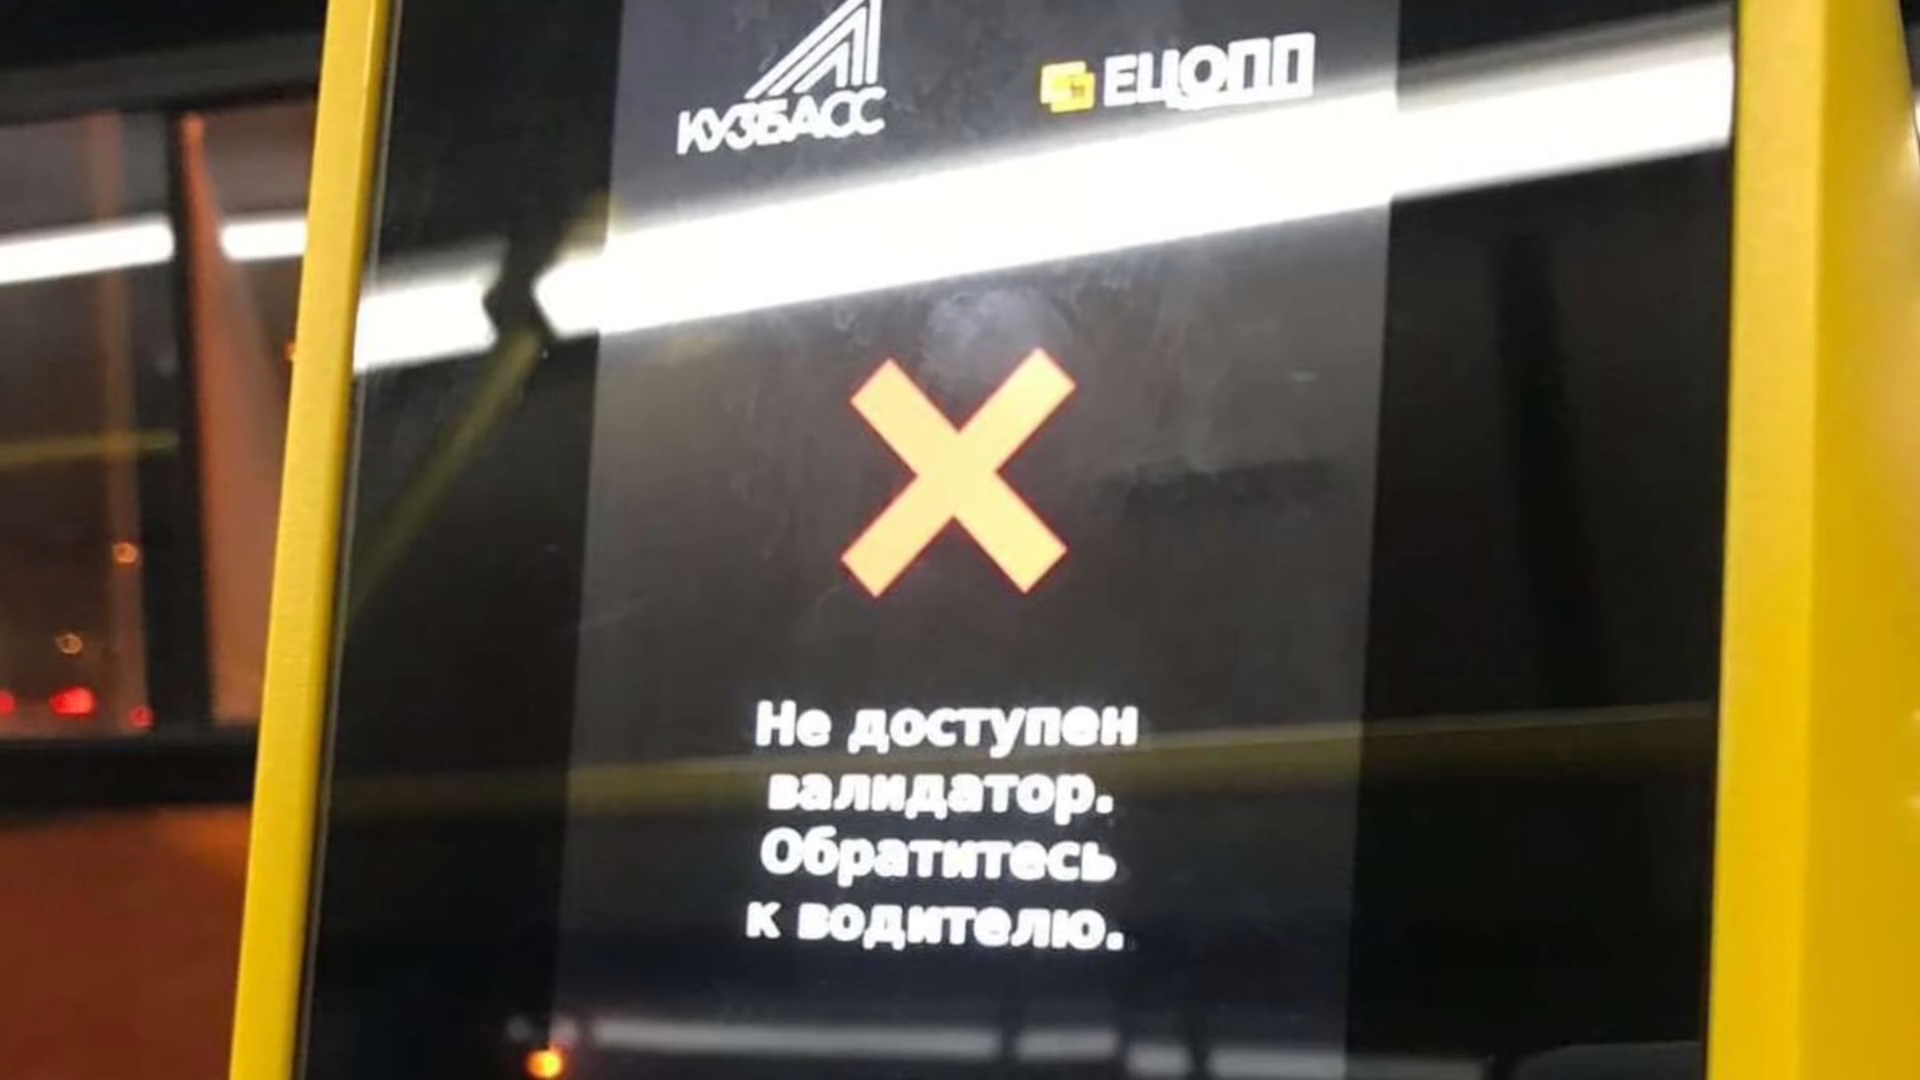 КУЗБАСС
ЕЦОПП
Не доступен
валидатор.
Обратитесь
к водителю.